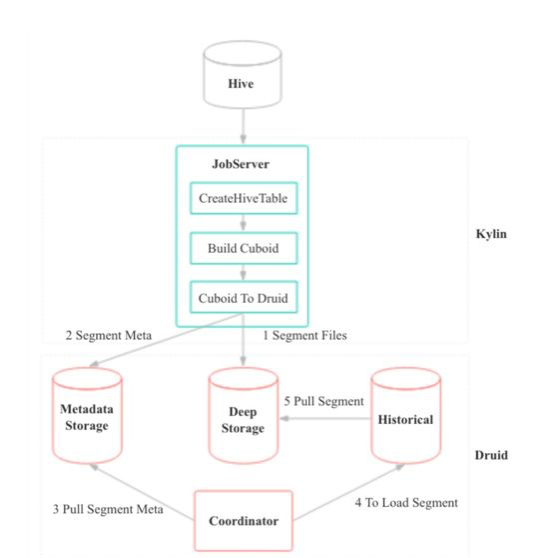 Hive
JobServer
CreateHiveTable
Kylin
Build Cuboid
Cuboid To Druid
2 Segment Meta
1 Segment Files
5 Pull Segment
Metadata
Storage
Deep
Storage
Historical
Druid
3 Pull Segment Meta
4 To Load Segment
Coordinator